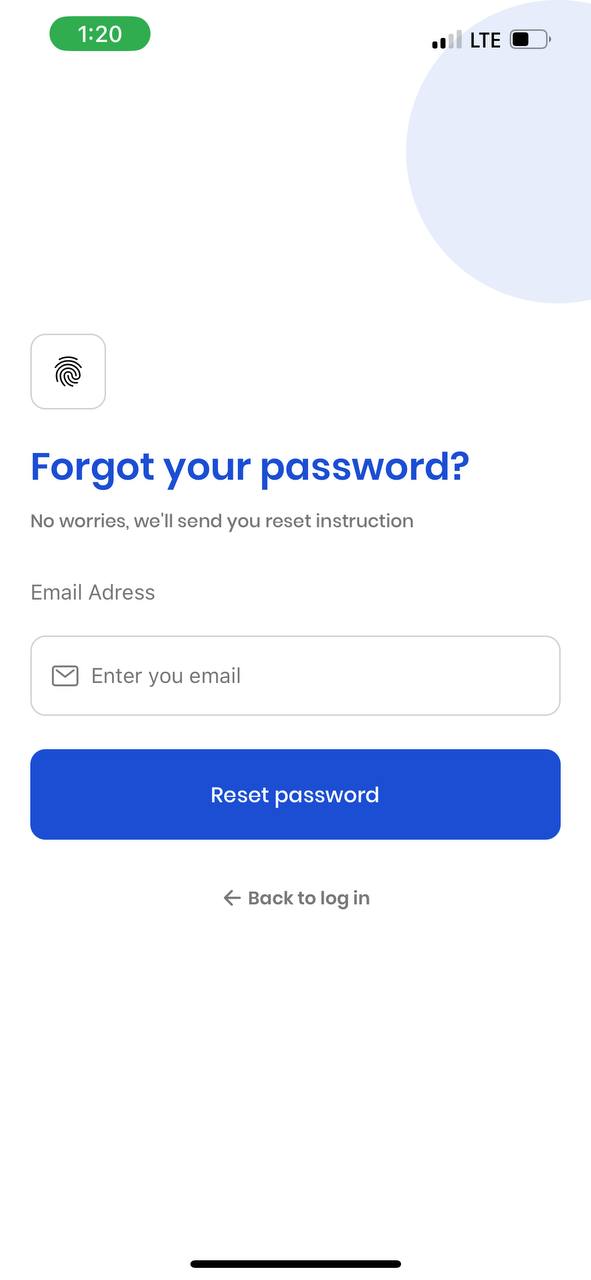 1:20 LTE
Forgot your password?
No worries, we'll send you reset instruction
Email Adress
Enter you email
Reset password
Back to log in